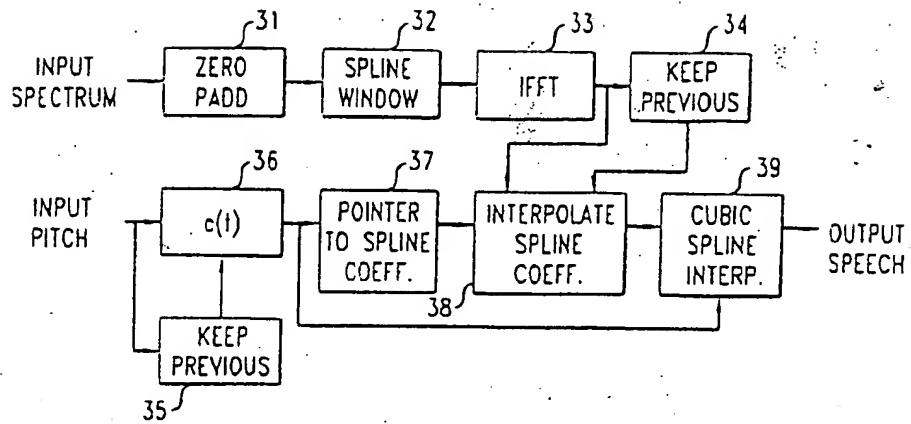 31
32
33
34
INPUT
SPECTRUM
ZERO
PADD
SPLINE
WINDOW
IFFT
KEEP
PREVIOUS
36
37
39
INPUT
PITCH
c(t)
POINTER
TO SPLINE
COEFF.
INTERPOLATE
SPLINE
COEFF.
CUBIC
SPLINE
INTERP.
OUTPUT
SPEECH
38
KEEP
PREVIOUS
35